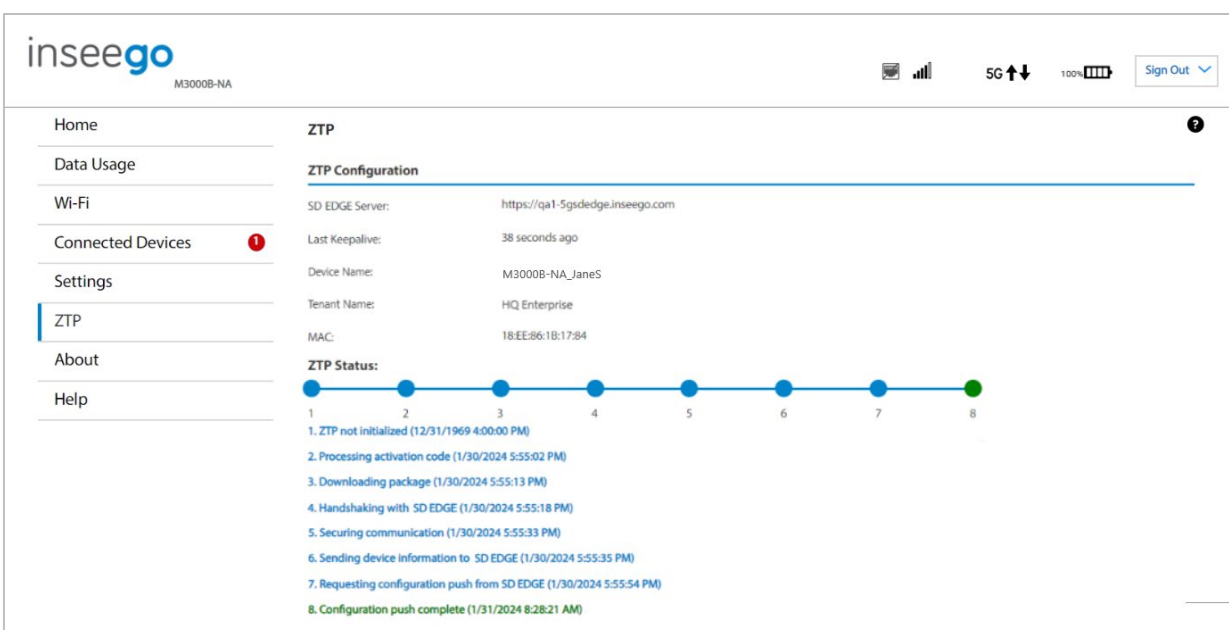 inseego
M3000B-NA
5G
100%
Sign Out
Home
Data Usage
Wi-Fi
Connected Devices 1
Settings
ZTP
About
Help
ZTP
?
ZTP Configuration
SD EDGE Server: https://qa1-5gsdedge.inseego.com
Last Keepalive: 38 seconds ago
Device Name: M3000B-NA_JaneS
Tenant Name: HQ Enterprise
MAC: 18:EE:86:1B:17:84
ZTP Status:
1 2 3 4 5 6 7 8
1. ZTP not initialized (12/31/1969 4:00:00 PM)
2. Processing activation code (1/30/2024 5:55:02 PM)
3. Downloading package (1/30/2024 5:55:13 PM)
4. Handshaking with SD EDGE (1/30/2024 5:55:18 PM)
5. Securing communication (1/30/2024 5:55:33 PM)
6. Sending device information to SD EDGE (1/30/2024 5:55:35 PM)
7. Requesting configuration push from SD EDGE (1/30/2024 5:55:54 PM)
8. Configuration push complete (1/31/2024 8:28:21 AM)